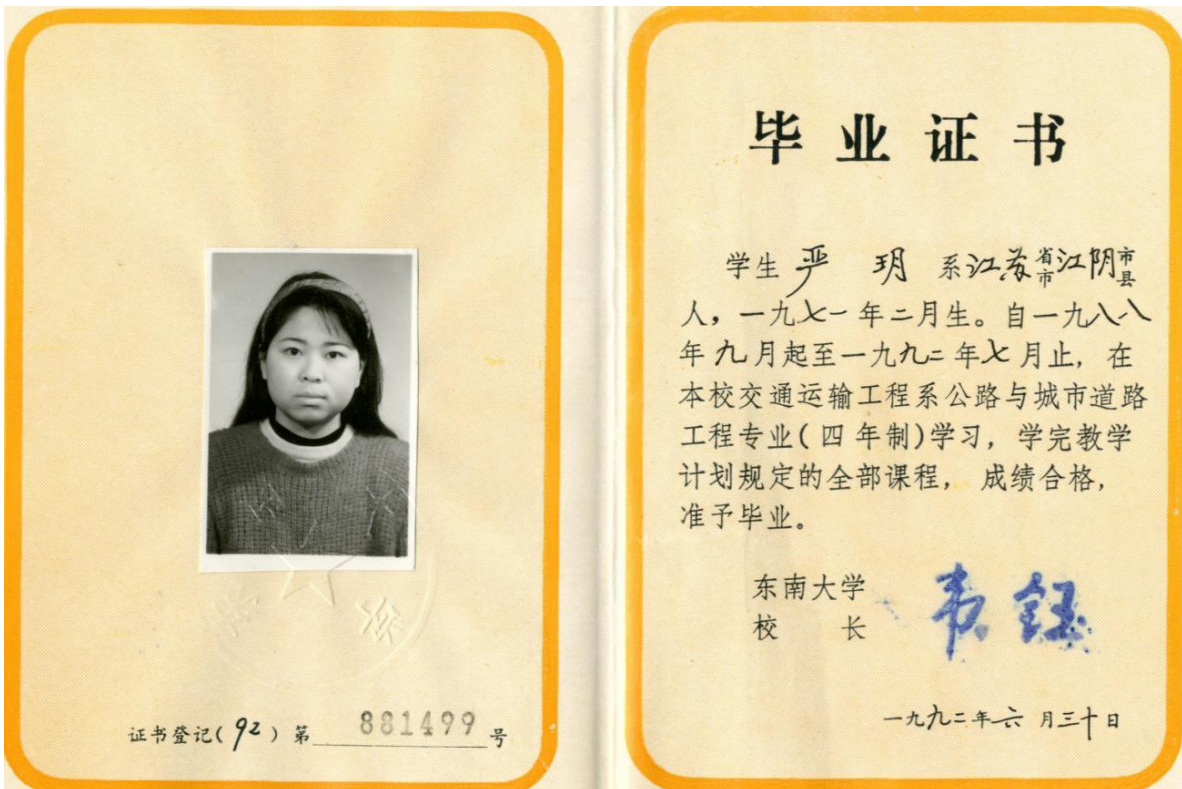 证书登记(92)第 881499 号
毕业证书
学生 严 玥 系江苏省市江阴市县
人，一九七一年二月生。自一九八八
年九月起至一九九二年七月止，在
本校交通运输工程系公路与城市道路
工程专业(四年制)学习，学完教学
计划规定的全部课程，成绩合格，
准予毕业。
东南大学
校 长 韦钰
一九九二年六月三十日